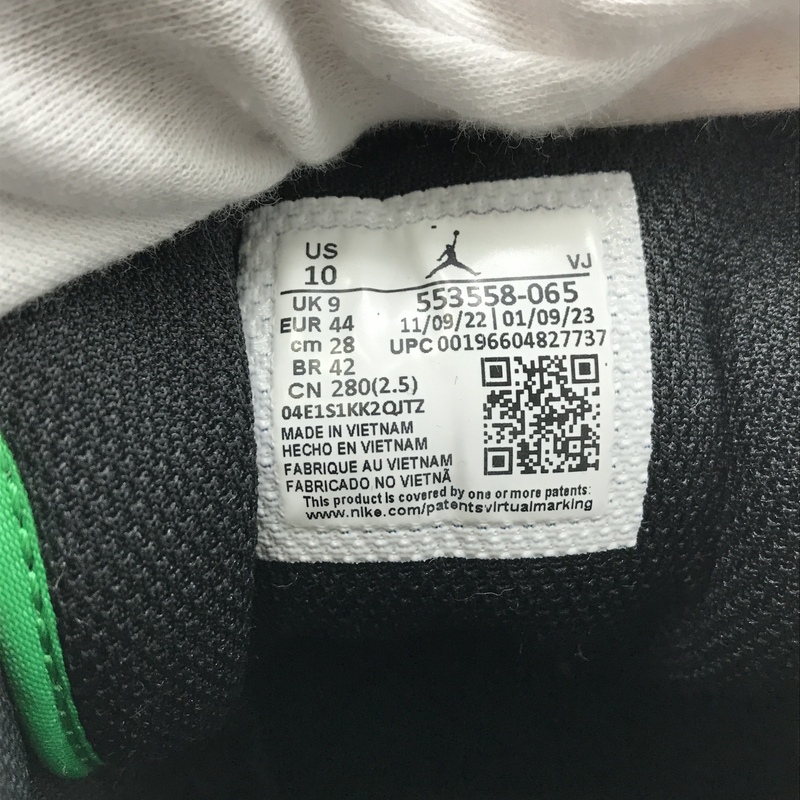 US
10
VJ
UK 9
553558-065
EUR 44
11/09/22 | 01/09/23
cm 28
UPC 00196604827737
BR 42
CN 280(2.5)
04E1S1KK2QJTZ
MADE IN VIETNAM
HECHO EN VIETNAM
FABRIQUE AU VIETNAM
FABRICADO NO VIETNÃ
This product is covered by one or more patents:
www.nike.com/patentsvirtualmarking